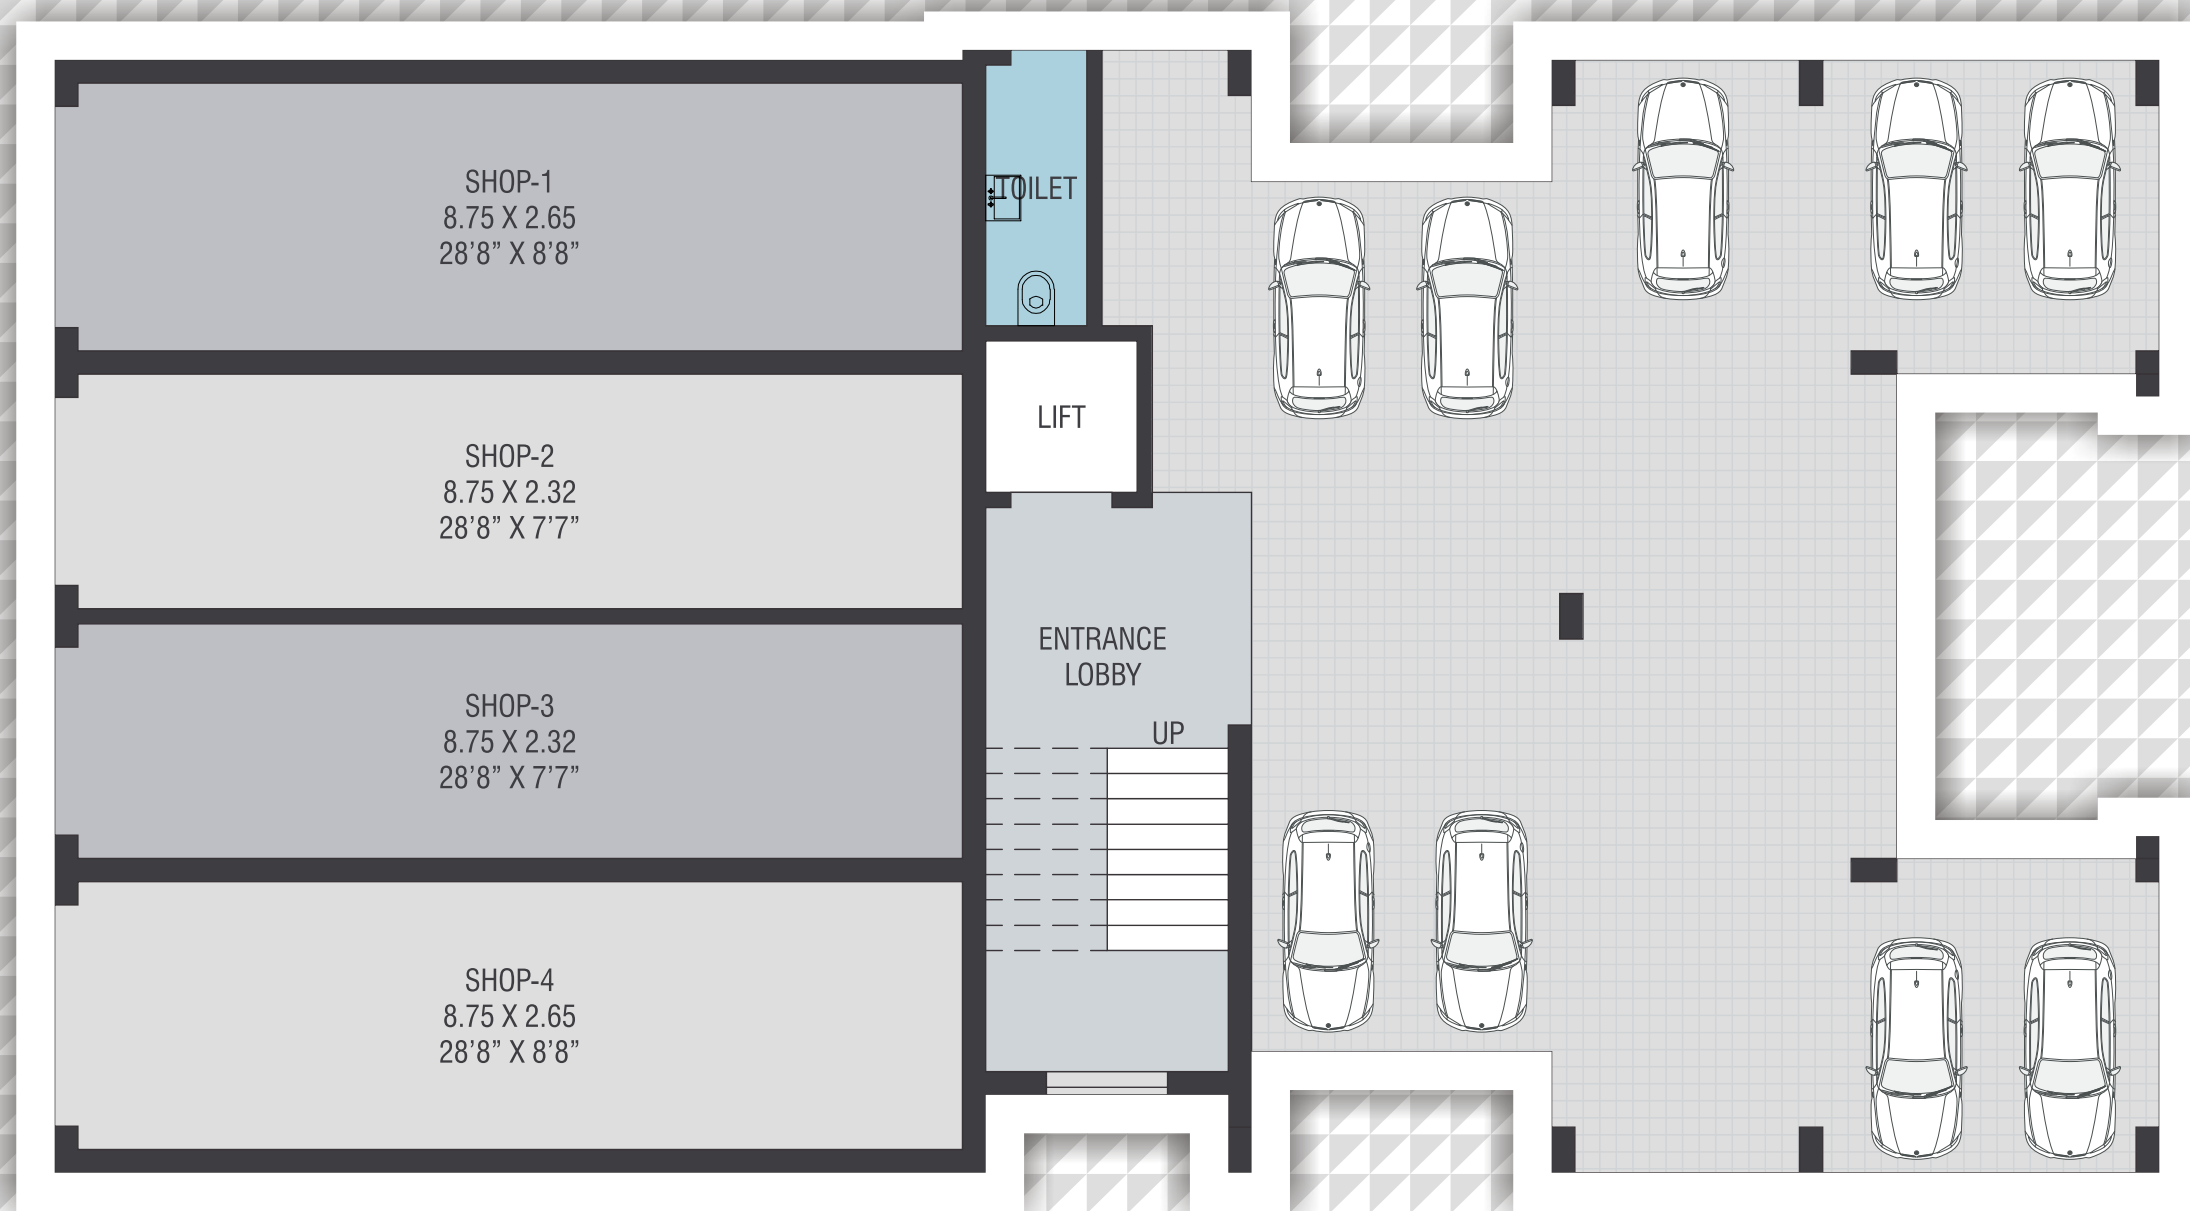 SHOP-1
8.75 X 2.65
28’8” X 8’8”
TOILET
LIFT
SHOP-2
8.75 X 2.32
28’8” X 7’7”
ENTRANCE
LOBBY
UP
SHOP-3
8.75 X 2.32
28’8” X 7’7”
SHOP-4
8.75 X 2.65
28’8” X 8’8”